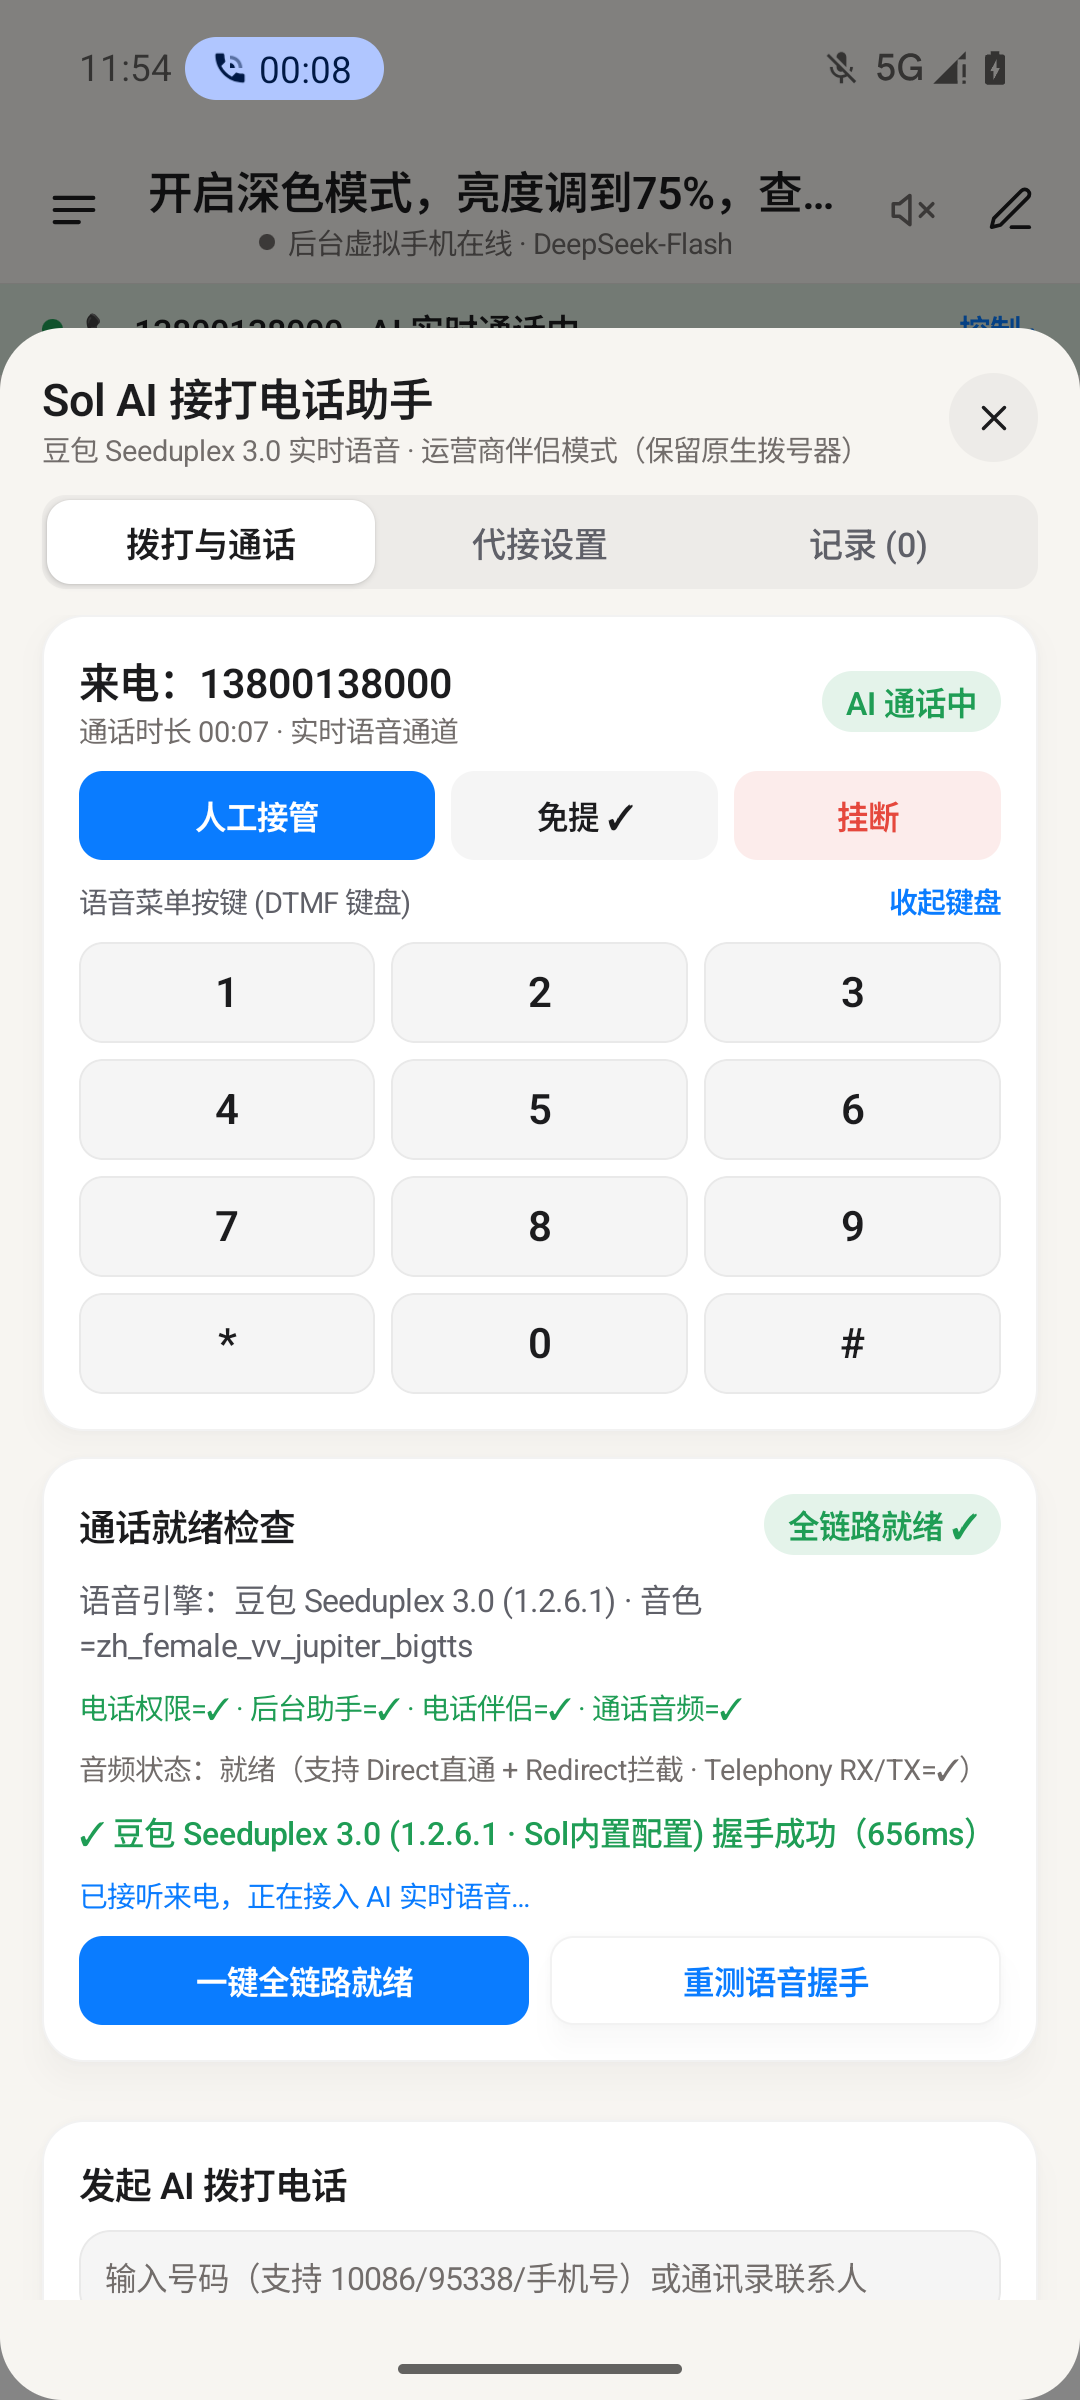 11:54 00:08 5G
开启深色模式，亮度调到75%，查...
后台虚拟手机在线 · DeepSeek-Flash
13800138000 · AI 实时通话中 控制
Sol AI 接打电话助手
豆包 Seeduplex 3.0 实时语音 · 运营商伴侣模式（保留原生拨号器）
拨打与通话 代接设置 记录 (0)
来电：13800138000
AI 通话中
通话时长 00:07 · 实时语音通道
人工接管 免提✓ 挂断
语音菜单按键 (DTMF 键盘) 收起键盘
1 2 3
4 5 6
7 8 9
* 0 #
通话就绪检查 全链路就绪✓
语音引擎：豆包 Seeduplex 3.0 (1.2.6.1) · 音色
=zh_female_vv_jupiter_bigtts
电话权限=✓ · 后台助手=✓ · 电话伴侣=✓ · 通话音频=✓
音频状态：就绪（支持 Direct直通 + Redirect拦截 · Telephony RX/TX=✓）
✓ 豆包 Seeduplex 3.0 (1.2.6.1 · Sol内置配置) 握手成功（656ms）
已接听来电，正在接入 AI 实时语音...
一键全链路就绪 重测语音握手
发起 AI 拨打电话
输入号码（支持 10086/95338/手机号）或通讯录联系人